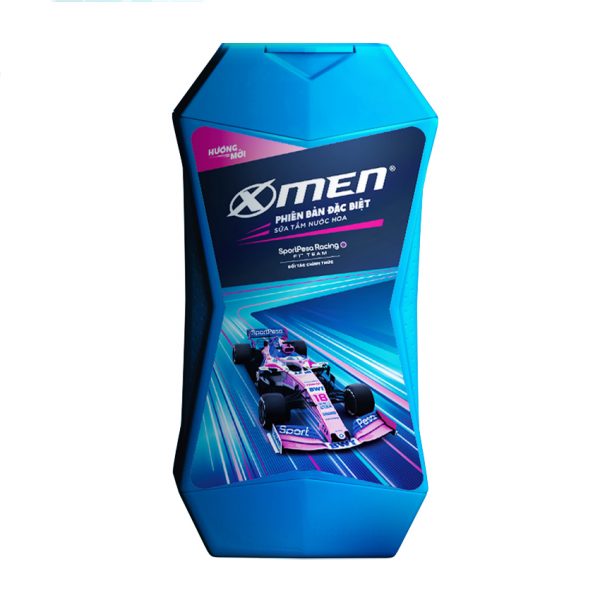 HƯƠNG
MỚI
XMEN®
PHIÊN BẢN ĐẶC BIỆT
SỮA TẮM NƯỚC HOA
SportPesa Racing
F1® TEAM
ĐỐI TÁC CHÍNH THỨC
SportPesa
BWT
18
Sport
Pesa